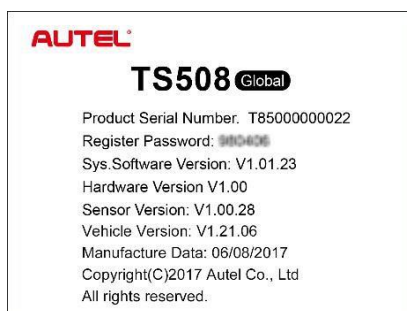 AUTEL
TS508 Global
Product Serial Number. T85000000022
Register Password:
Sys.Software Version: V1.01.23
Hardware Version V1.00
Sensor Version: V1.00.28
Vehicle Version: V1.21.06
Manufacture Data: 06/08/2017
Copyright(C)2017 Autel Co., Ltd
All rights reserved.